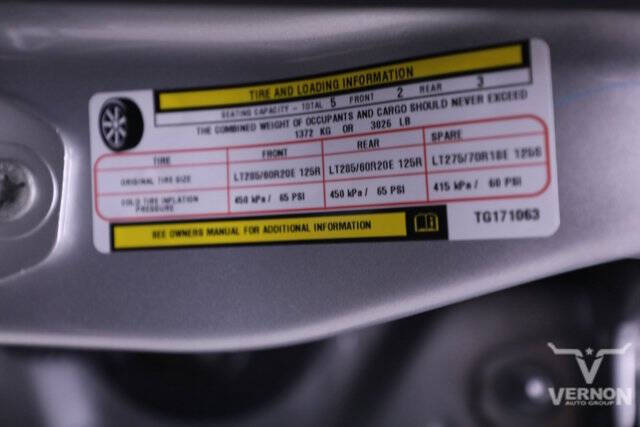 TIRE AND LOADING INFORMATION
SEATING CAPACITY - TOTAL 5 FRONT 2 REAR 3
THE COMBINED WEIGHT OF OCCUPANTS AND CARGO SHOULD NEVER EXCEED
1372 KG OR 3026 LB
TIRE FRONT REAR SPARE
ORIGINAL TIRE SIZE LT285/60R20E 125R LT285/60R20E 125R LT275/70R18E 125S
COLD TIRE INFLATION PRESSURE 450 kPa / 65 PSI 450 kPa / 65 PSI 415 kPa / 60 PSI
SEE OWNERS MANUAL FOR ADDITIONAL INFORMATION
TG171063
VERNON
AUTO GROUP